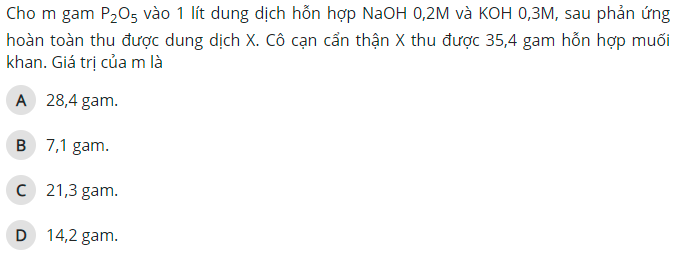 Cho m gam P₂O₅ vào 1 lít dung dịch hỗn hợp NaOH 0,2M và KOH 0,3M, sau phản ứng
hoàn toàn thu được dung dịch X. Cô cạn cẩn thận X thu được 35,4 gam hỗn hợp muối
khan. Giá trị của m là
A 28,4 gam.
B 7,1 gam.
C 21,3 gam.
D 14,2 gam.